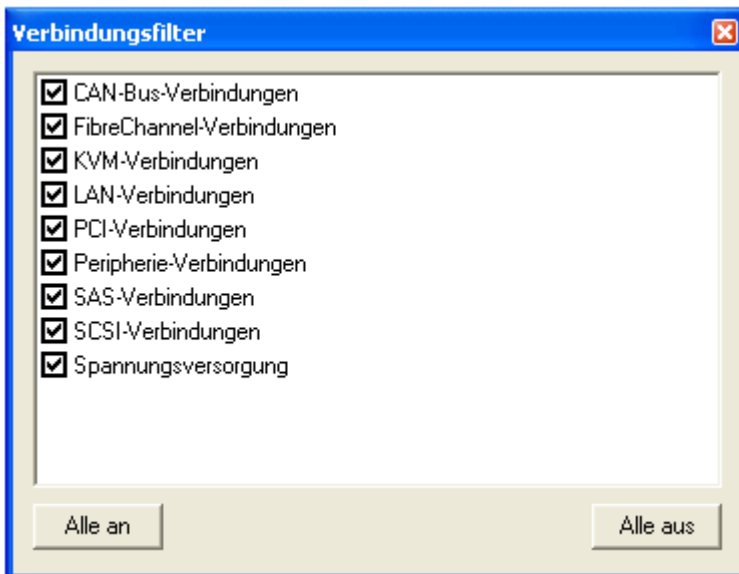 Verbindungsfilter
CAN-Bus-Verbindungen
FibreChannel-Verbindungen
KVM-Verbindungen
LAN-Verbindungen
PCI-Verbindungen
Peripherie-Verbindungen
SAS-Verbindungen
SCSI-Verbindungen
Spannungsversorgung
Alle an
Alle aus